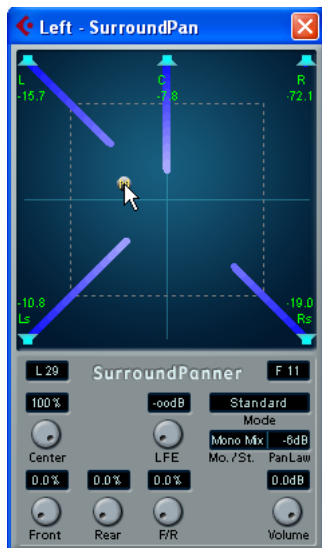 Left - SurroundPan
L C R
-15.7 -7.8 -72.1
-10.8 -19.0
Ls Rs
L 29 SurroundPanner F 11
100% -oodB Standard
Mode
Mono Mix -6dB
Center LFE Mo./St. PanLaw
0.0% 0.0% 0.0% 0.0dB
Front Rear F/R Volume